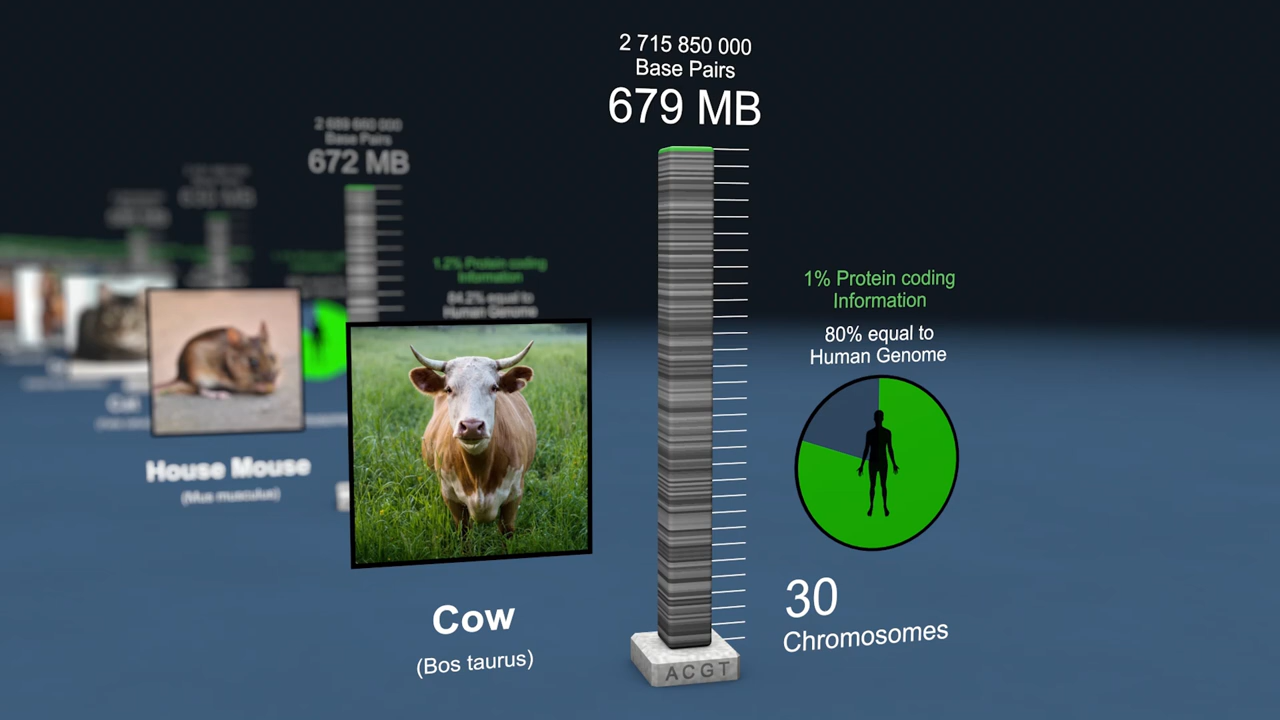 2 715 850 000
Base Pairs
679 MB
2 689 660 000
Base Pairs
672 MB
1.2% Protein coding
Information
84.2% equal to
Human Genome
1% Protein coding
Information
80% equal to
Human Genome
Cat
House Mouse
(Mus musculus)
Cow
(Bos taurus)
30
Chromosomes
ACGT